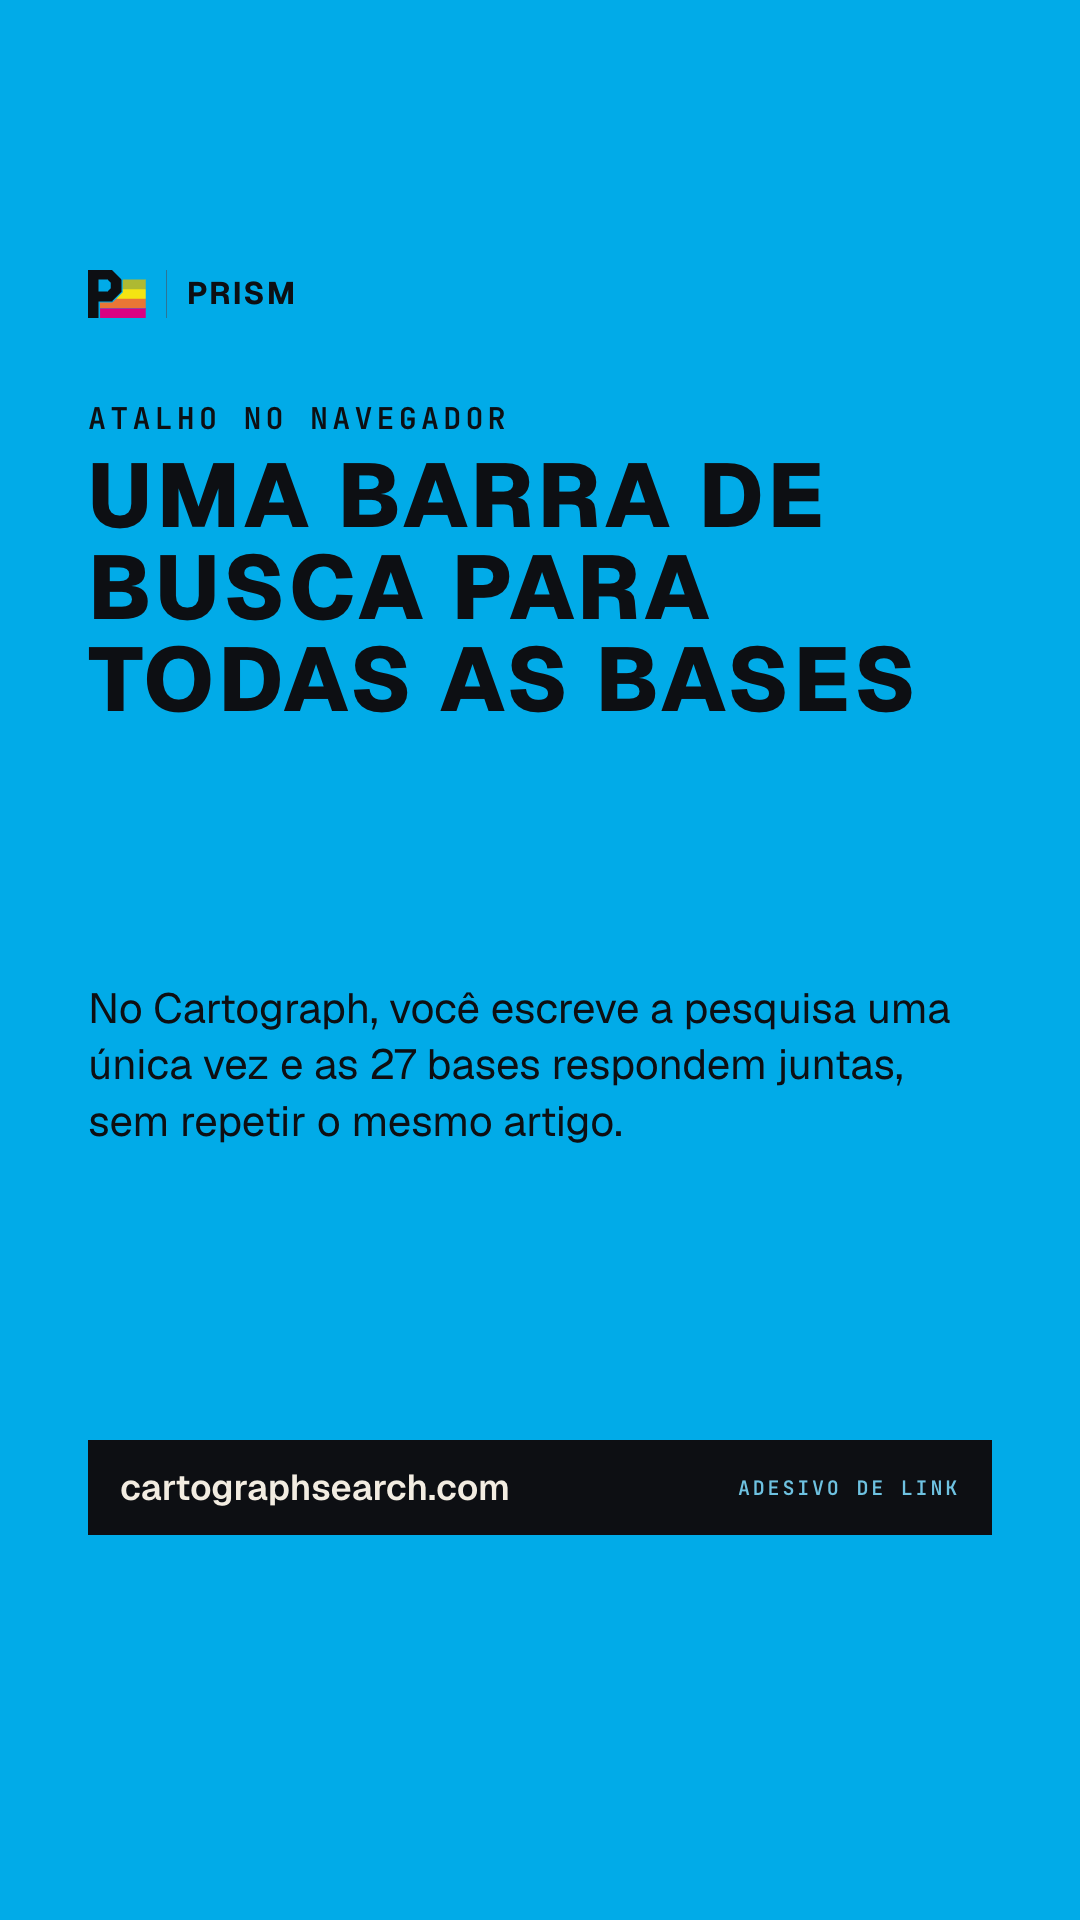 PRISM
ATALHO NO NAVEGADOR
UMA BARRA DE
BUSCA PARA
TODAS AS BASES
No Cartograph, você escreve a pesquisa uma
única vez e as 27 bases respondem juntas,
sem repetir o mesmo artigo.
cartographsearch.com
ADESIVO DE LINK